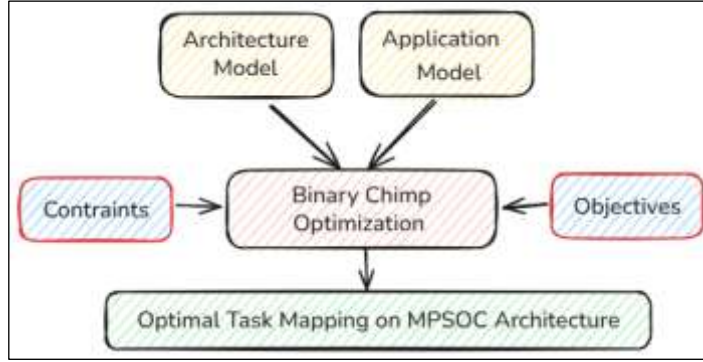 Architecture
Model
Application
Model
Contraints
Binary Chimp
Optimization
Objectives
Optimal Task Mapping on MPSOC Architecture